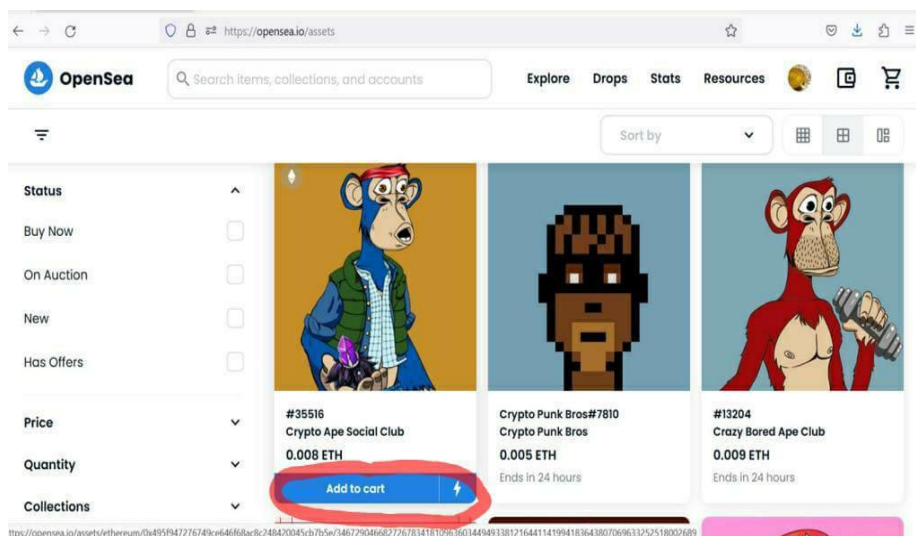 https://opensea.io/assets
OpenSea
Search items, collections, and accounts
Explore Drops Stats Resources
Sort by
Status
Buy Now
On Auction
New
Has Offers
Price
Quantity
Collections
#35516
Crypto Ape Social Club
0.008 ETH
Add to cart
Crypto Punk Bros#7810
Crypto Punk Bros
0.005 ETH
Ends in 24 hours
#13204
Crazy Bored Ape Club
0.009 ETH
Ends in 24 hours